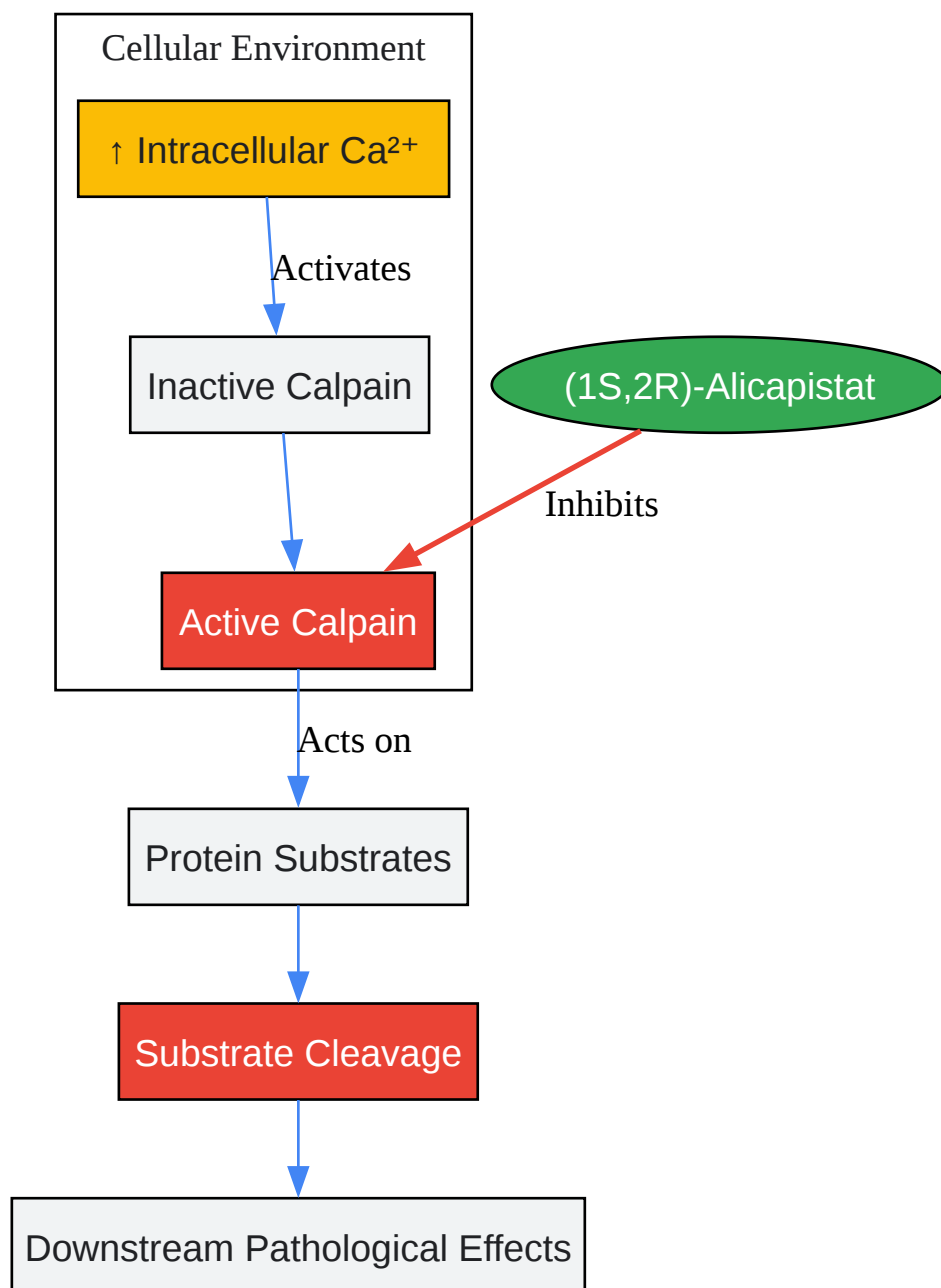 Cellular Environment
↑ Intracellular Ca²⁺
Activates
Inactive Calpain
(1S,2R)-Alicapistat
Inhibits
Active Calpain
Acts on
Protein Substrates
Substrate Cleavage
Downstream Pathological Effects